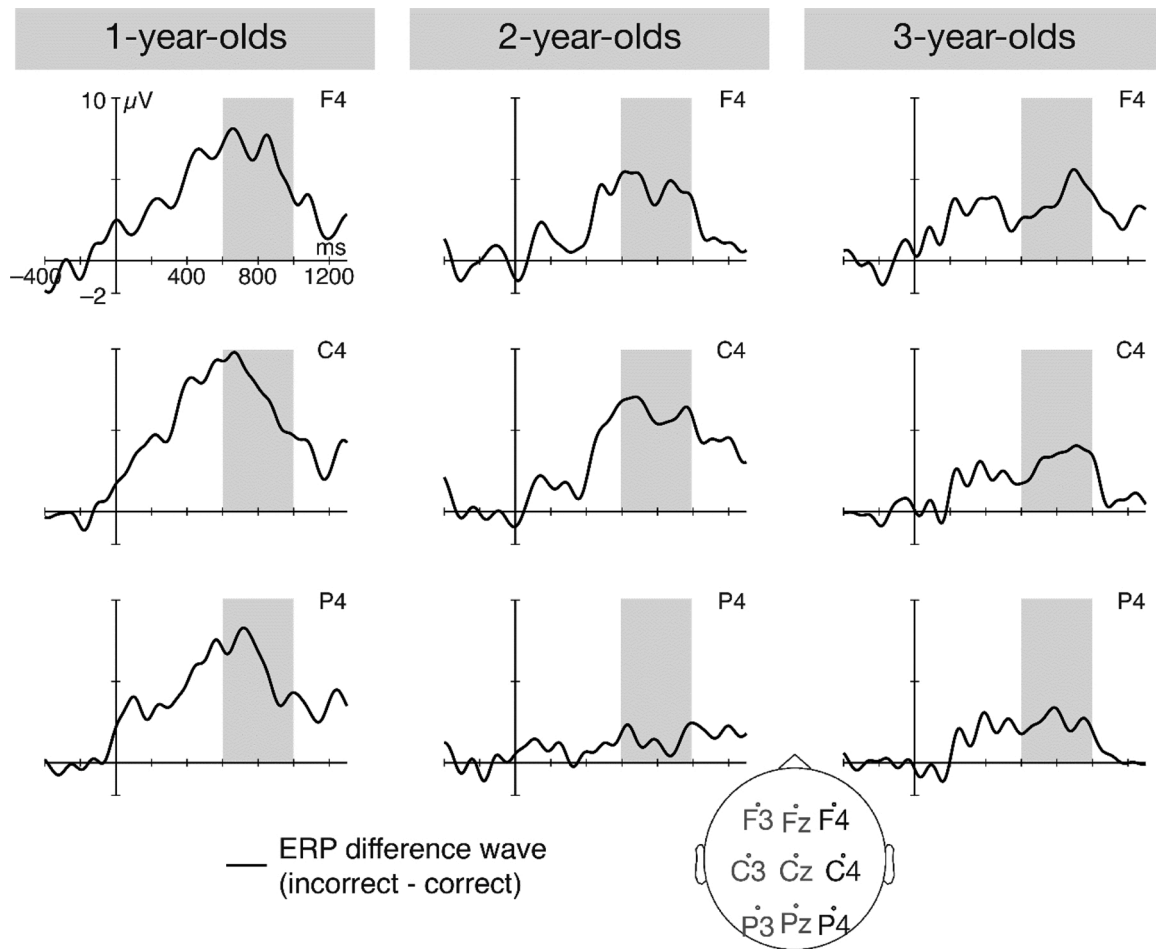 1-year-olds 2-year-olds 3-year-olds
10 µV F4 F4 F4
ms
–400 400 800 1200
–2
C4 C4 C4
P4 P4 P4
F3 Fz F4
ERP difference wave
(incorrect - correct)
C3 Cz C4
P3 Pz P4